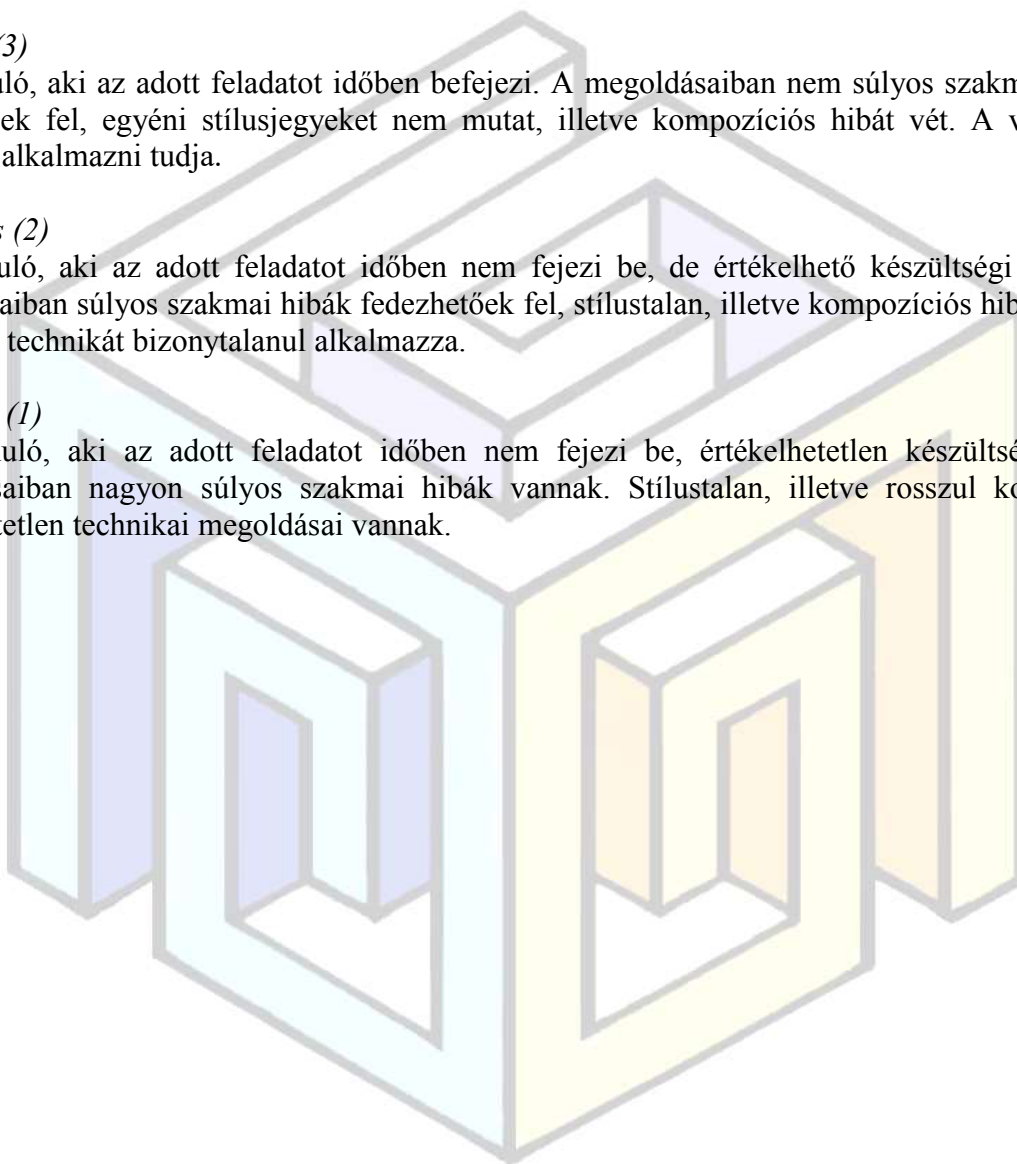 (3)
uló, aki az adott feladatot időben befejezi. A megoldásaiban nem súlyos szakm
ek fel, egyéni stílusjegyeket nem mutat, illetve kompozíciós hibát vét. A v
alkalmazni tudja.
s (2)
uló, aki az adott feladatot időben nem fejezi be, de értékelhető készültségi
aiban súlyos szakmai hibák fedezhetőek fel, stílustalan, illetve kompozíciós hib
technikát bizonytalanul alkalmazza.
(1)
uló, aki az adott feladatot időben nem fejezi be, értékelhetetlen készültsé
saiban nagyon súlyos szakmai hibák vannak. Stílustalan, illetve rosszul ko
tetlen technikai megoldásai vannak.